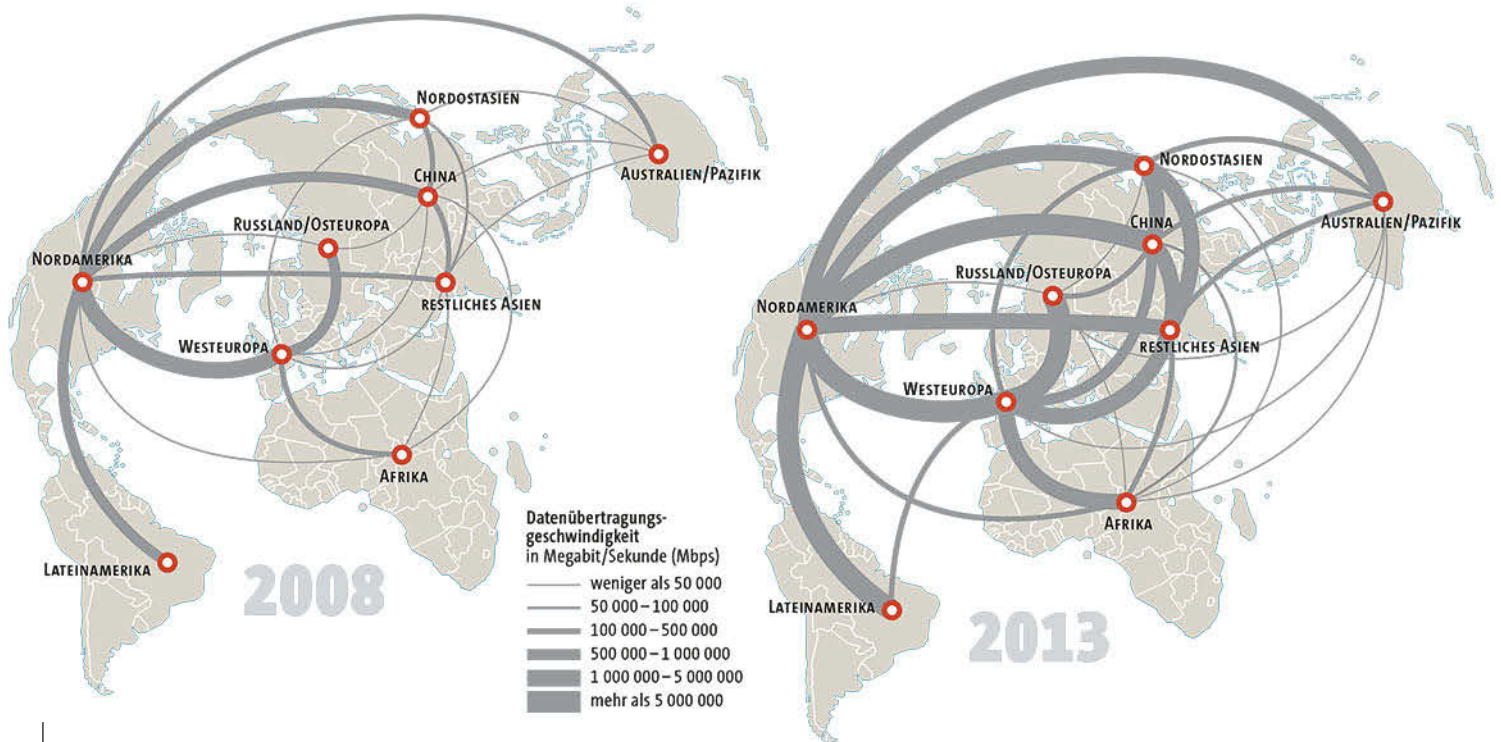 NORDOSTASIEN
CHINA
AUSTRALIEN/PAZIFIK
RUSSLAND/OSTEUROPA
NORDAMERIKA
RESTLICHES ASIEN
WESTEUROPA
AFRIKA
LATEINAMERIKA
2008
Datenübertragungs-
geschwindigkeit
in Megabit/Sekunde (Mbps)
weniger als 50 000
50 000 – 100 000
100 000 – 500 000
500 000 – 1 000 000
1 000 000 – 5 000 000
mehr als 5 000 000
NORDOSTASIEN
CHINA
AUSTRALIEN/PAZIFIK
RUSSLAND/OSTEUROPA
NORDAMERIKA
RESTLICHES ASIEN
WESTEUROPA
AFRIKA
LATEINAMERIKA
2013